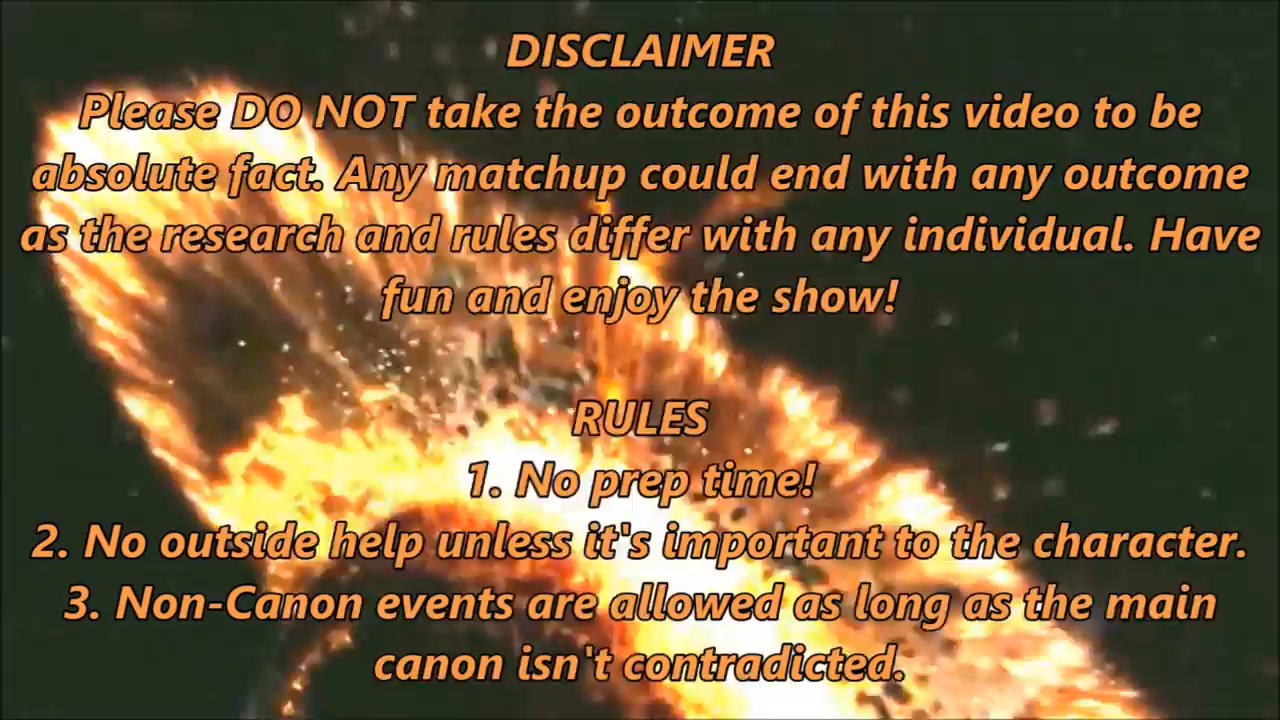 DISCLAIMER
Please DO NOT take the outcome of this video to be
absolute fact. Any matchup could end with any outcome
as the research and rules differ with any individual. Have
fun and enjoy the show!
RULES
1. No prep time!
2. No outside help unless it's important to the character.
3. Non-Canon events are allowed as long as the main
canon isn't contradicted.